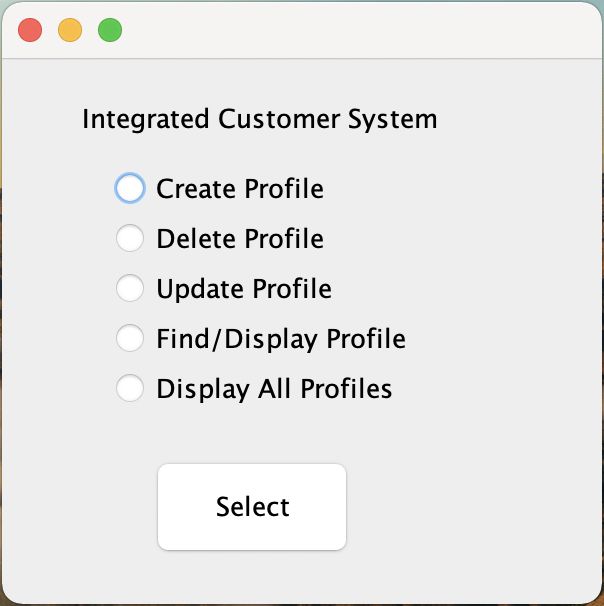 Integrated Customer System
Create Profile
Delete Profile
Update Profile
Find/Display Profile
Display All Profiles
Select